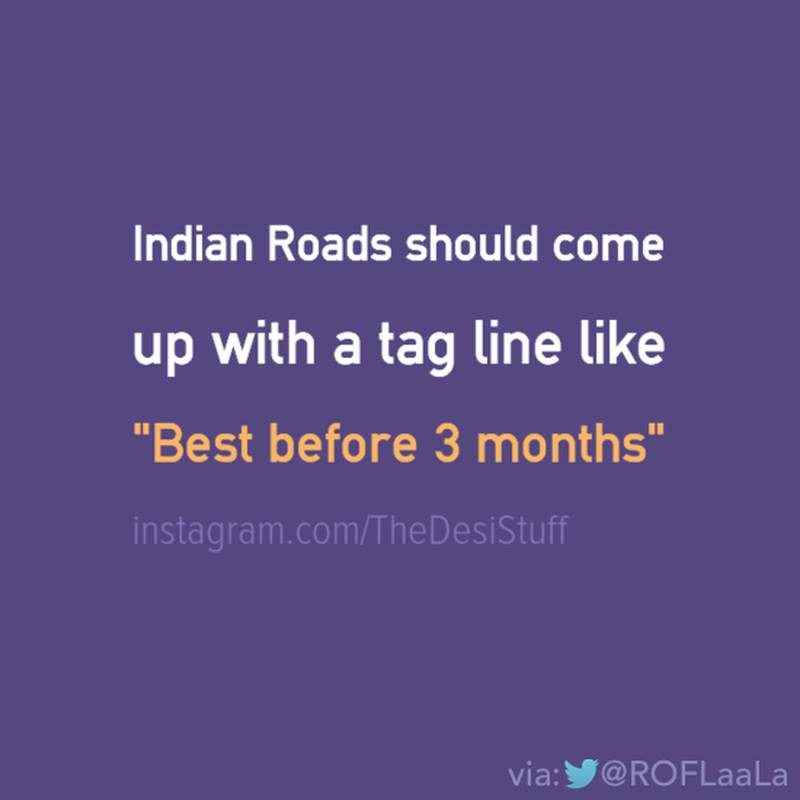 Indian Roads should come
up with a tag line like
"Best before 3 months"
instagram.com/TheDesiStuff
via: @ROFLaaLa